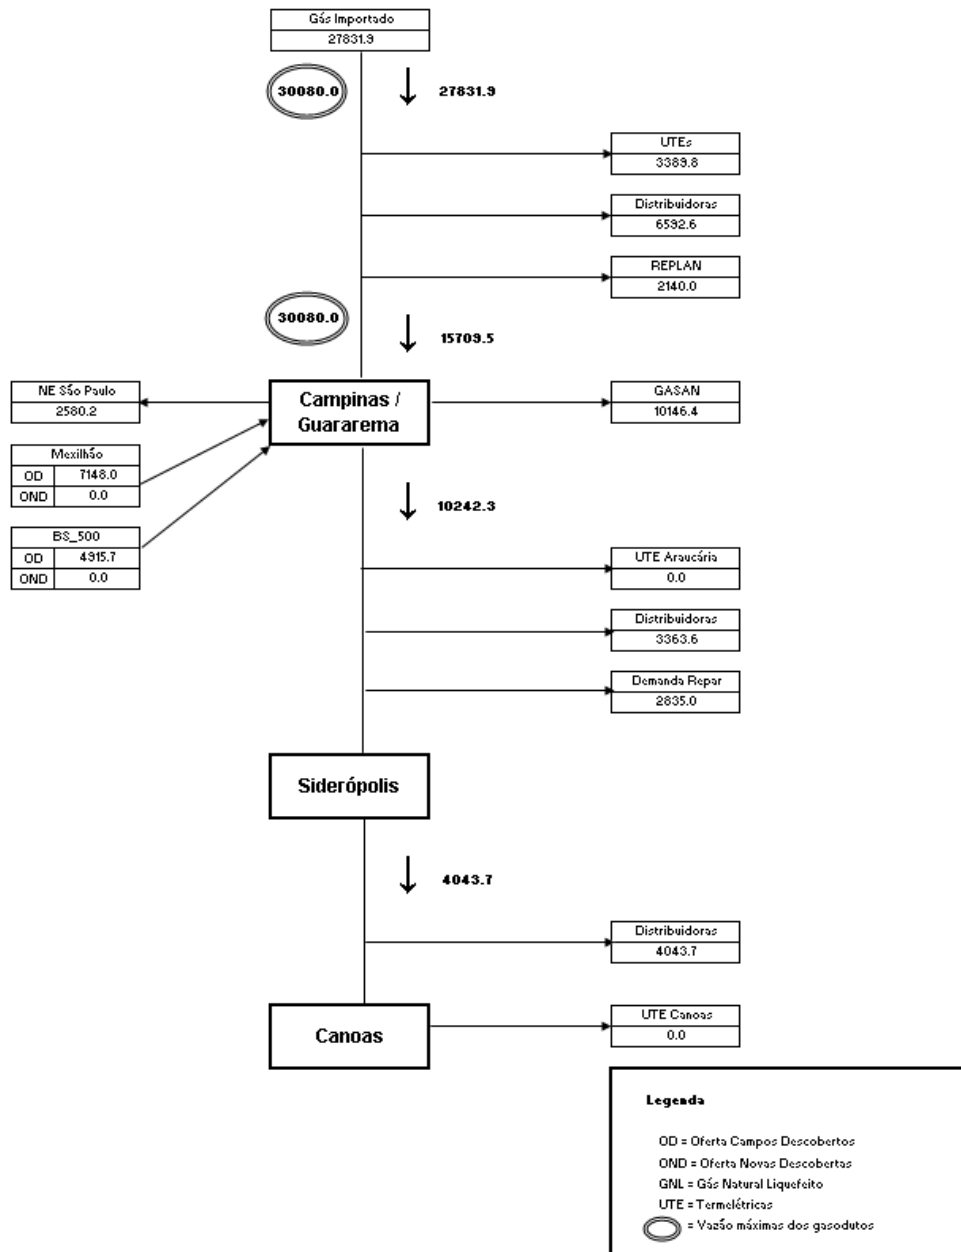 Gás Importado
27831.9
30080.0
27831.9
UTEs
3389.8
Distribuidoras
6592.6
REPLAN
2140.0
30080.0
15709.5
NE São Paulo
2580.2
Campinas /
Guararema
GASAN
10146.4
Mexilhão
OD 7148.0
OND 0.0
10242.3
BS_500
OD 4915.7
OND 0.0
UTE Araucária
0.0
Distribuidoras
3363.6
Demanda Repar
2835.0
Siderópolis
4043.7
Distribuidoras
4043.7
Canoas
UTE Canoas
0.0
Legenda
OD = Oferta Campos Descobertos
OND = Oferta Novas Descobertas
GNL = Gás Natural Liquefeito
UTE = Termelétricas
= Vazão máximas dos gasodutos